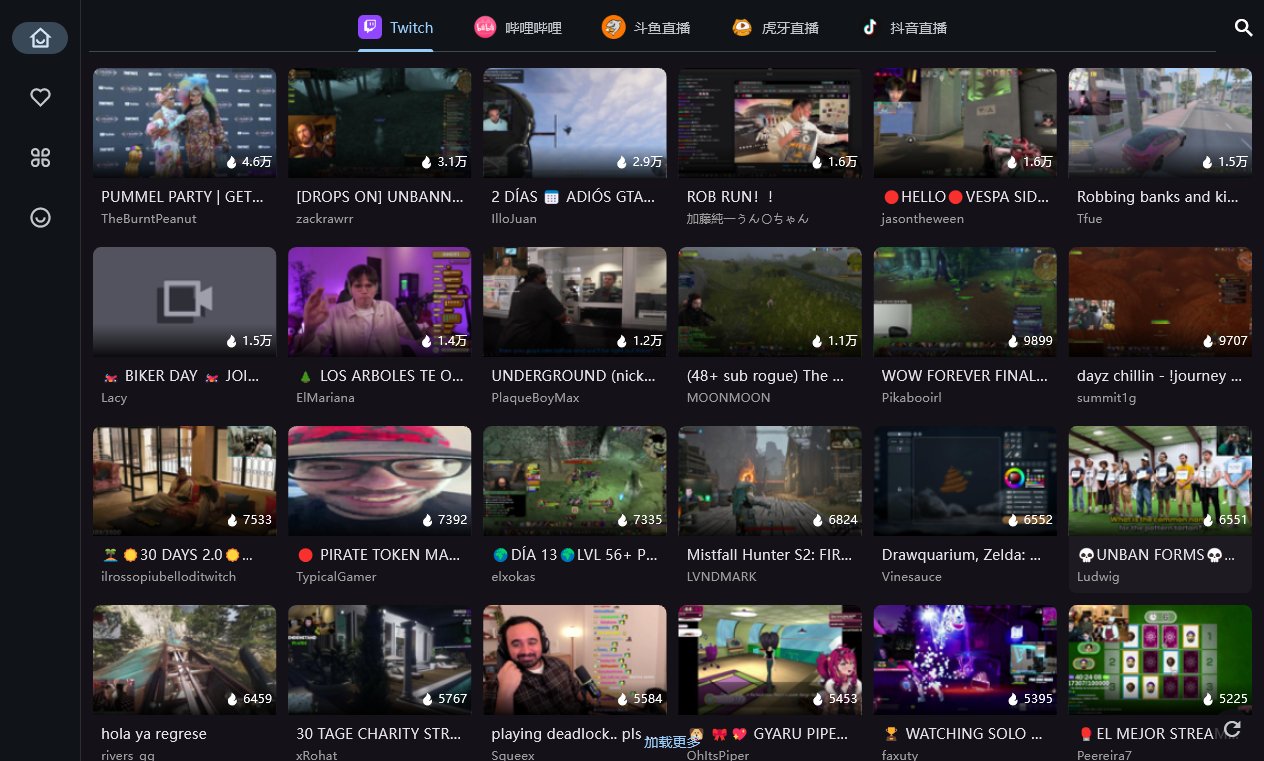 Twitch
哔哩哔哩
斗鱼直播
虎牙直播
抖音直播
4.6万
3.1万
2.9万
1.6万
1.6万
1.5万
PUMMEL PARTY | GET...
[DROPS ON] UNBANN...
2 DÍAS 🗓️ ADIÓS GTA...
ROB RUN！！
🔴HELLO🔴VESPA SID...
Robbing banks and ki...
TheBurntPeanut
zackrawrr
IlloJuan
加藤純一うん〇ちゃん
jasontheween
Tfue
1.5万
1.4万
1.2万
1.1万
9899
9707
🏍️ BIKER DAY 🏍️ JOI...
🌲 LOS ARBOLES TE O...
UNDERGROUND (nick...
(48+ sub rogue) The ...
WOW FOREVER FINAL...
dayz chillin - !journey ...
Lacy
ElMariana
PlaqueBoyMax
MOONMOON
Pikabooirl
summit1g
7533
7392
7335
6824
6552
6551
🏝️🌞30 DAYS 2.0🌞...
🔴 PIRATE TOKEN MA...
🌍DÍA 13🌍LVL 56+ P...
Mistfall Hunter S2: FIR...
Drawquarium, Zelda: ...
💀UNBAN FORMS💀...
ilrossopiubelloditwitch
TypicalGamer
elxokas
LVNDMARK
Vinesauce
Ludwig
6459
5767
5584
5453
5395
5225
hola ya regrese
30 TAGE CHARITY STR...
playing deadlock.. pls ...
🎀💖 GYARU PIPE...
🏆 WATCHING SOLO ...
🥊EL MEJOR STREAM...
加载更多
rivers_gg
xRohat
Squeex
OhItsPiper
faxuty
Peereira7